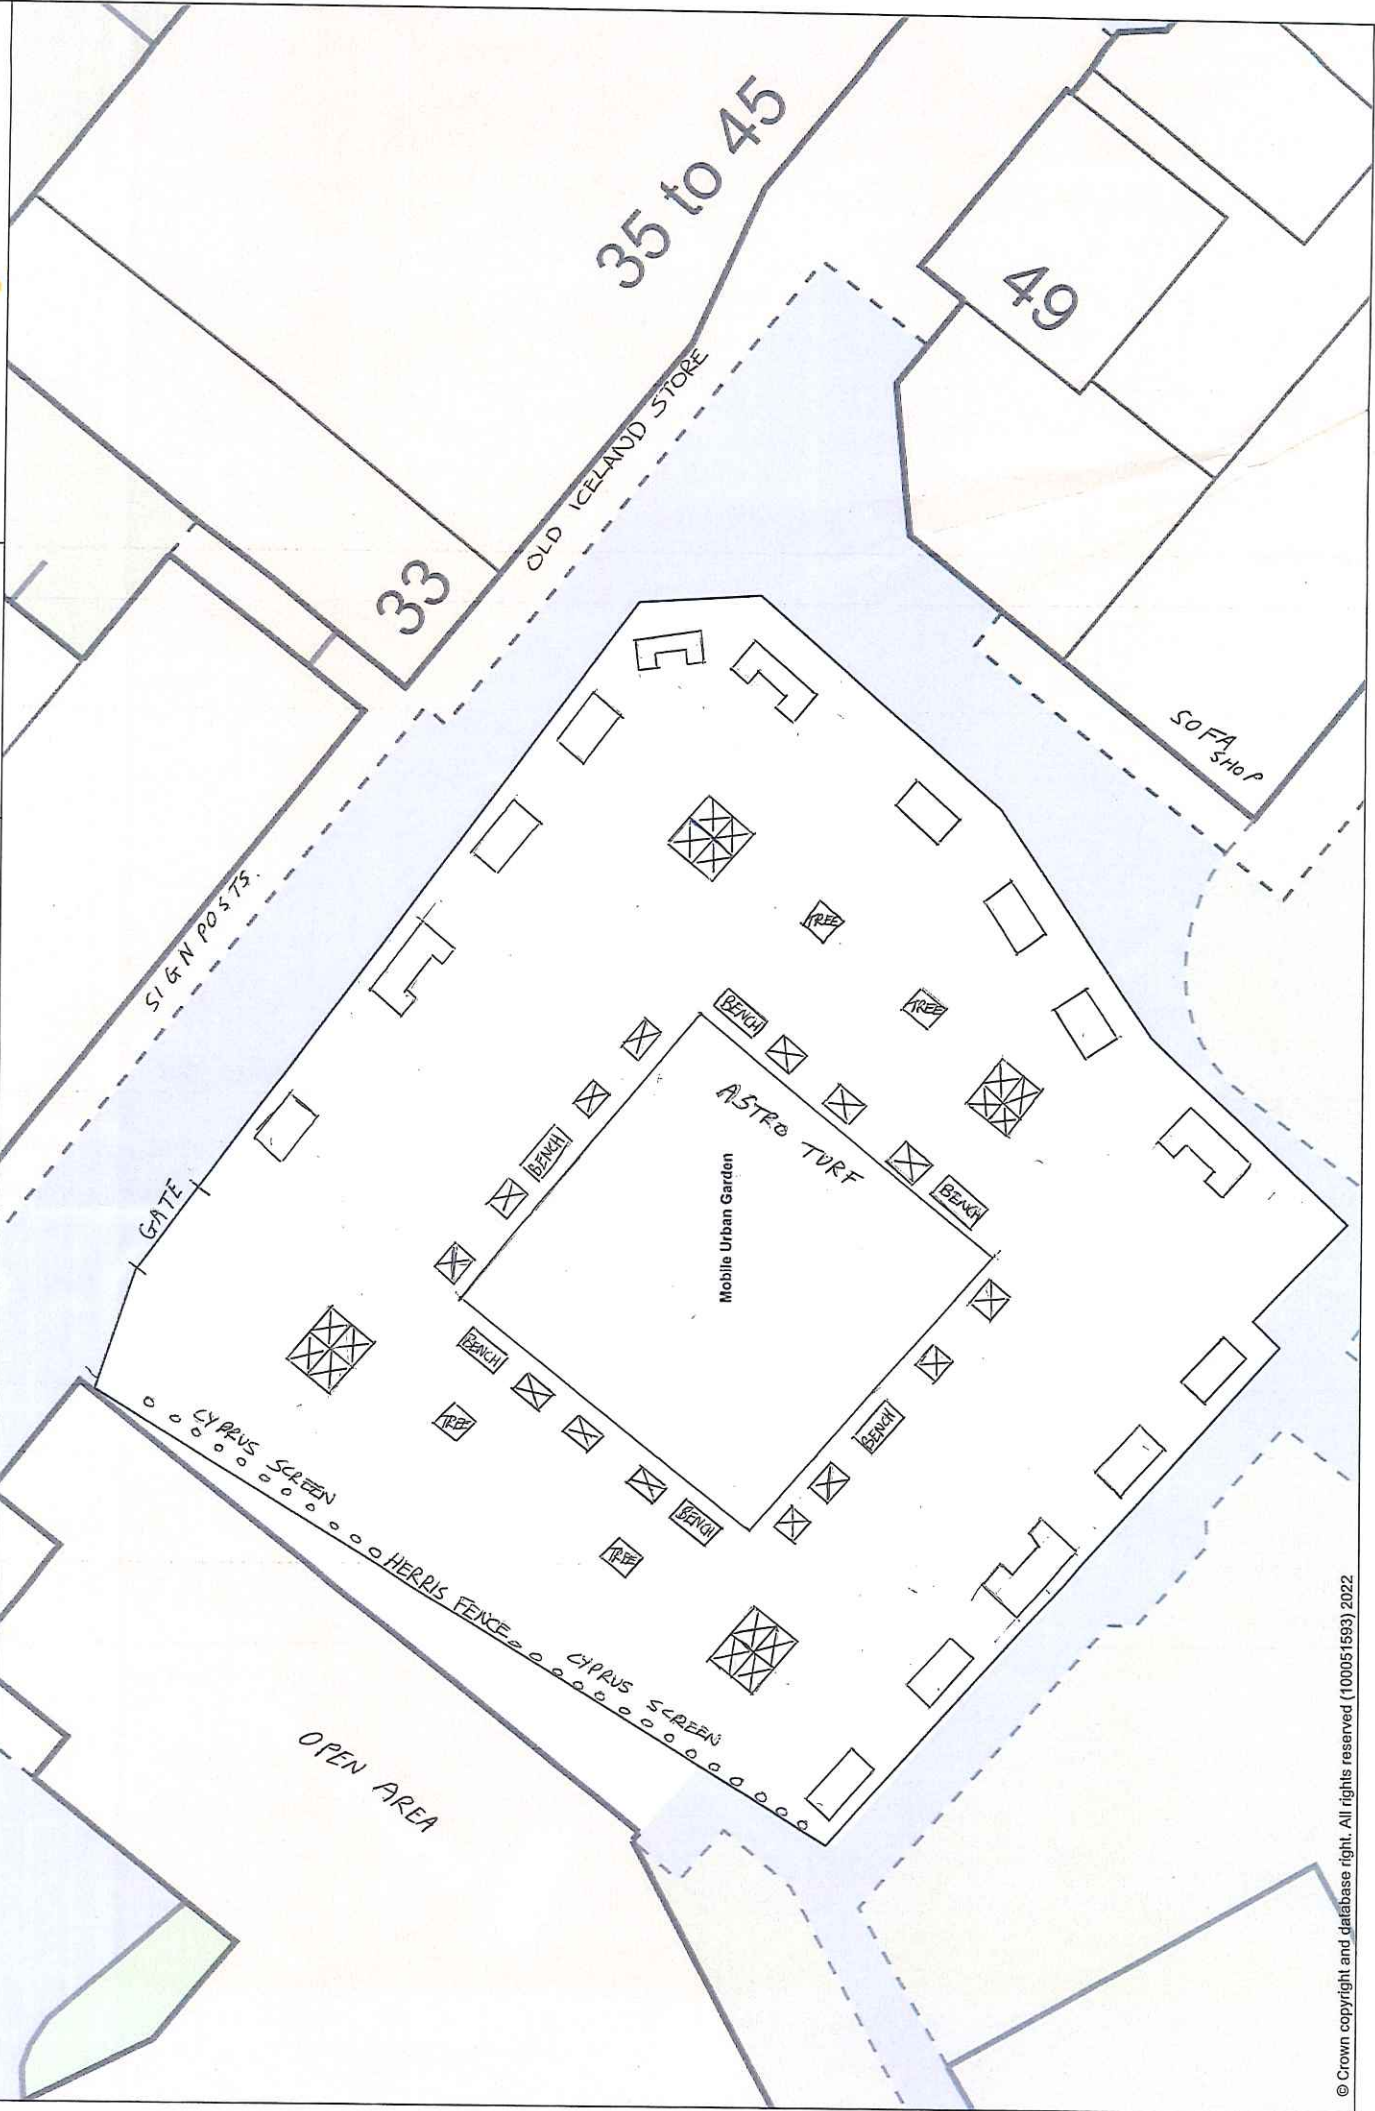 35 to 45
49
33
OLD ICELAND STORE
SOFA
SHOP
SIGN POSTS.
GATE
TREE
TREE
BENCH
BENCH
ASTRO TURF
Mobile Urban Garden
BENCH
BENCH
TREE
BENCH
BENCH
TREE
CYPRUS SCREEN
HERRIS FENCE
CYPRUS SCREEN
OPEN AREA
© Crown copyright and database right. All rights reserved (100051593) 2022